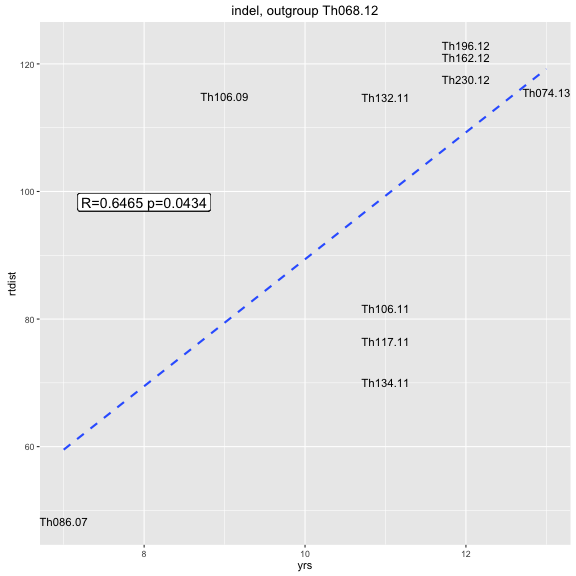 indel, outgroup Th068.12
Th196.12
Th162.12
120
Th230.12
Th106.09
Th132.11
Th074.13
100
R=0.6465 p=0.0434
rtdist
80
Th106.11
Th117.11
Th134.11
60
Th086.07
8
10
12
yrs